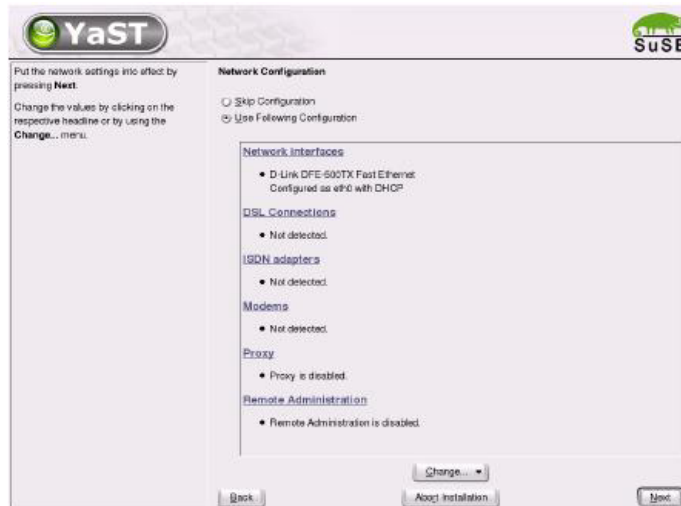 YaST
SuSE
Put the network settings into effect by
pressing Next.
Change the values by clicking on the
respective headline or by using the
Change... menu.
Network Configuration
Skip Configuration
Use Following Configuration
Network Interfaces
• D-Link DFE-500TX Fast Ethernet
Configured as eth0 with DHCP
DSL Connections
• Not detected.
ISDN adapters
• Not detected.
Modems
• Not detected.
Proxy
• Proxy is disabled.
Remote Administration
• Remote Administration is disabled.
Change...
Back
Abort Installation
Next